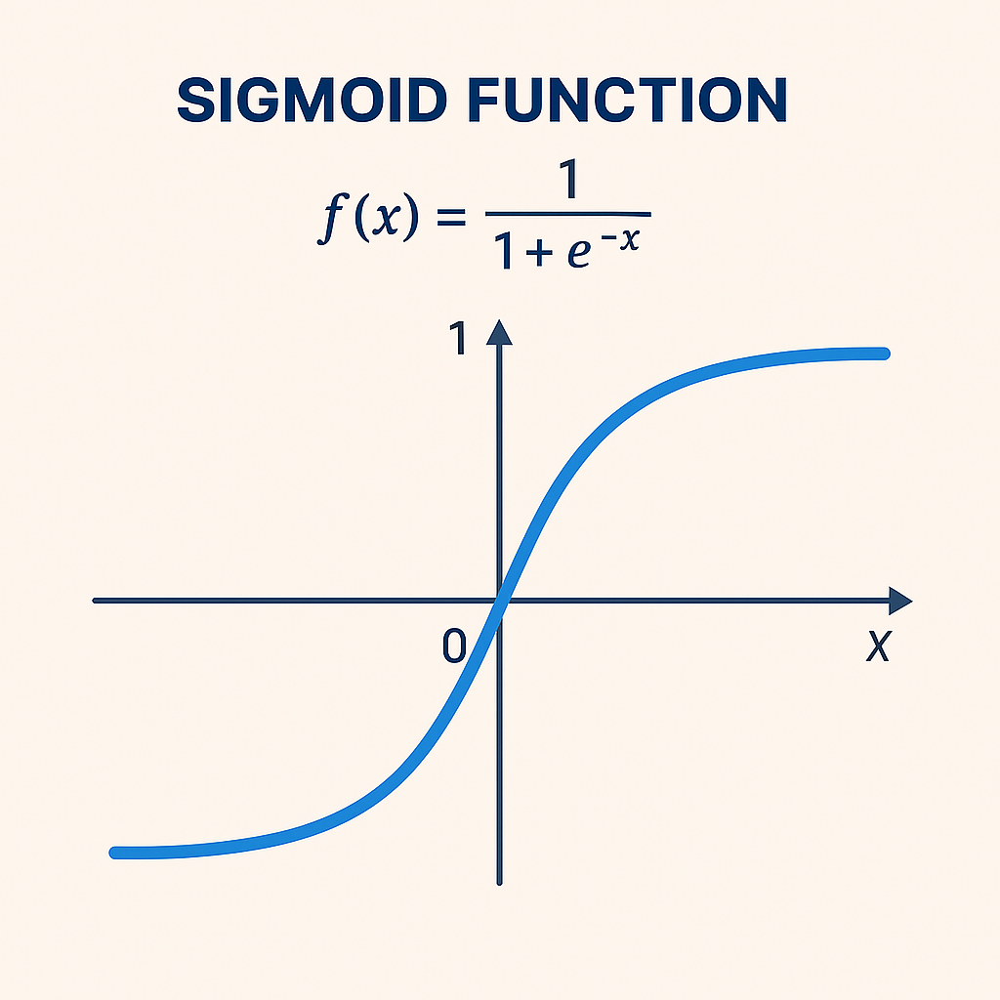 SIGMOID FUNCTION
f(x) = 1 / (1 + e^{-x})
1
0
x